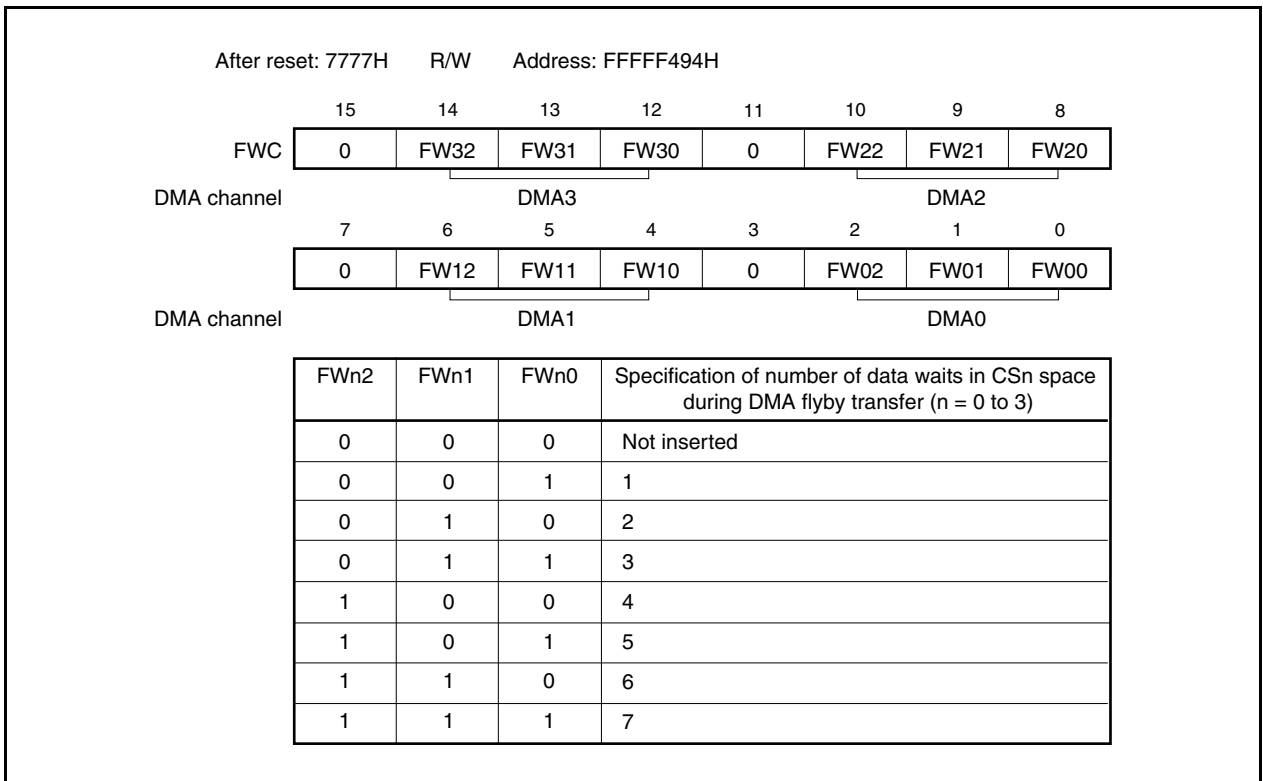 After reset: 7777H R/W Address: FFFFF494H
15 14 13 12 11 10 9 8
FWC 0 FW32 FW31 FW30 0 FW22 FW21 FW20
DMA channel DMA3 DMA2
7 6 5 4 3 2 1 0
0 FW12 FW11 FW10 0 FW02 FW01 FW00
DMA channel DMA1 DMA0
FWn2 FWn1 FWn0 Specification of number of data waits in CSn space
during DMA flyby transfer (n = 0 to 3)
0 0 0 Not inserted
0 0 1 1
0 1 0 2
0 1 1 3
1 0 0 4
1 0 1 5
1 1 0 6
1 1 1 7